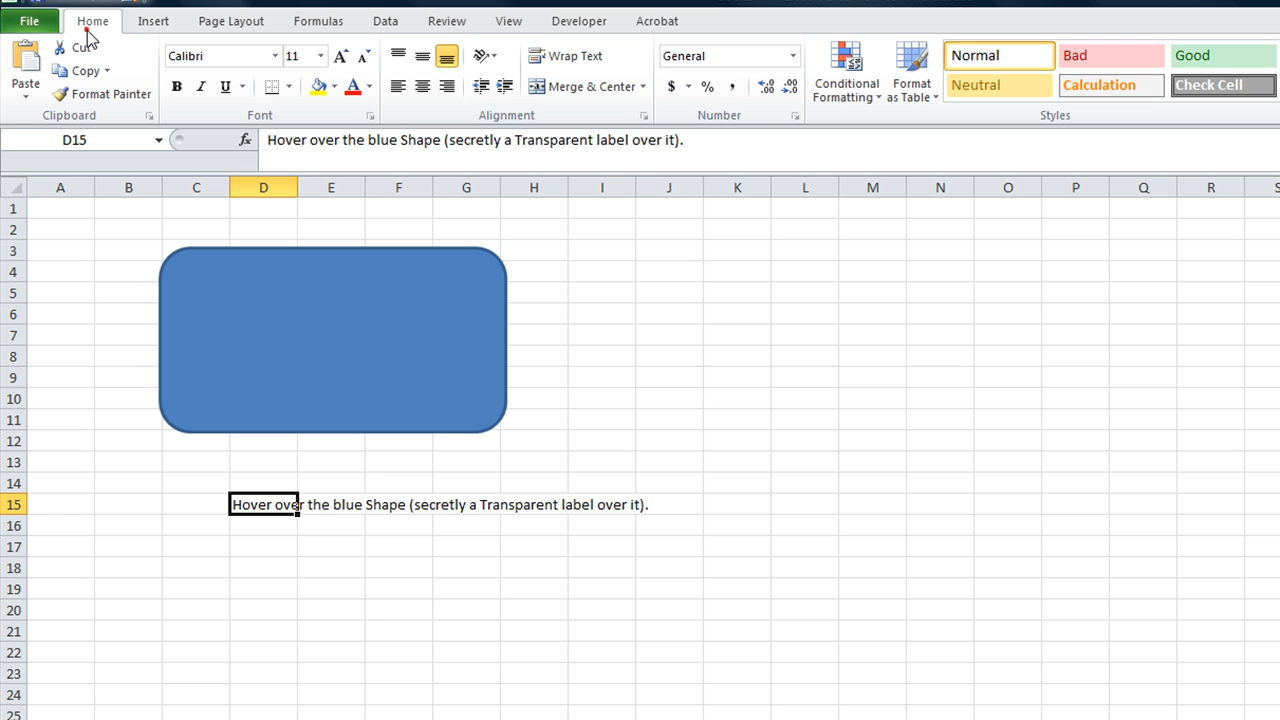 File Home Insert Page Layout Formulas Data Review View Developer Acrobat
Paste
Cut
Copy
Format Painter
Clipboard
Calibri 11 A A
B I U A
Font
Wrap Text
Merge & Center
Alignment
General
$ % , .00 .0
Number
Conditional Formatting
Format as Table
Normal Bad Good
Neutral Calculation Check Cell
Styles
D15 fx Hover over the blue Shape (secretly a Transparent label over it).
A B C D E F G H I J K L M N O P Q R S
1
2
3
4
5
6
7
8
9
10
11
12
13
14
15 Hover over the blue Shape (secretly a Transparent label over it).
16
17
18
19
20
21
22
23
24
25